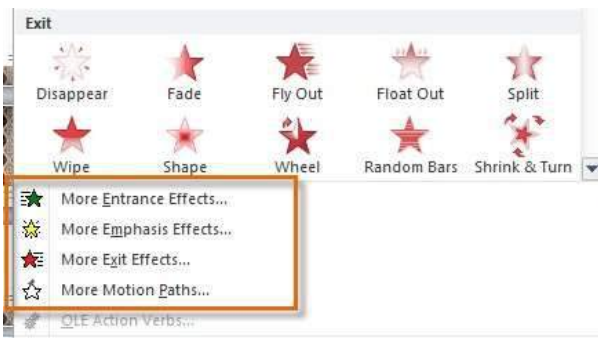 Exit
Disappear Fade Fly Out Float Out Split
Wipe Shape Wheel Random Bars Shrink & Turn
More Entrance Effects...
More Emphasis Effects...
More Exit Effects...
More Motion Paths...
OLE Action Verbs...